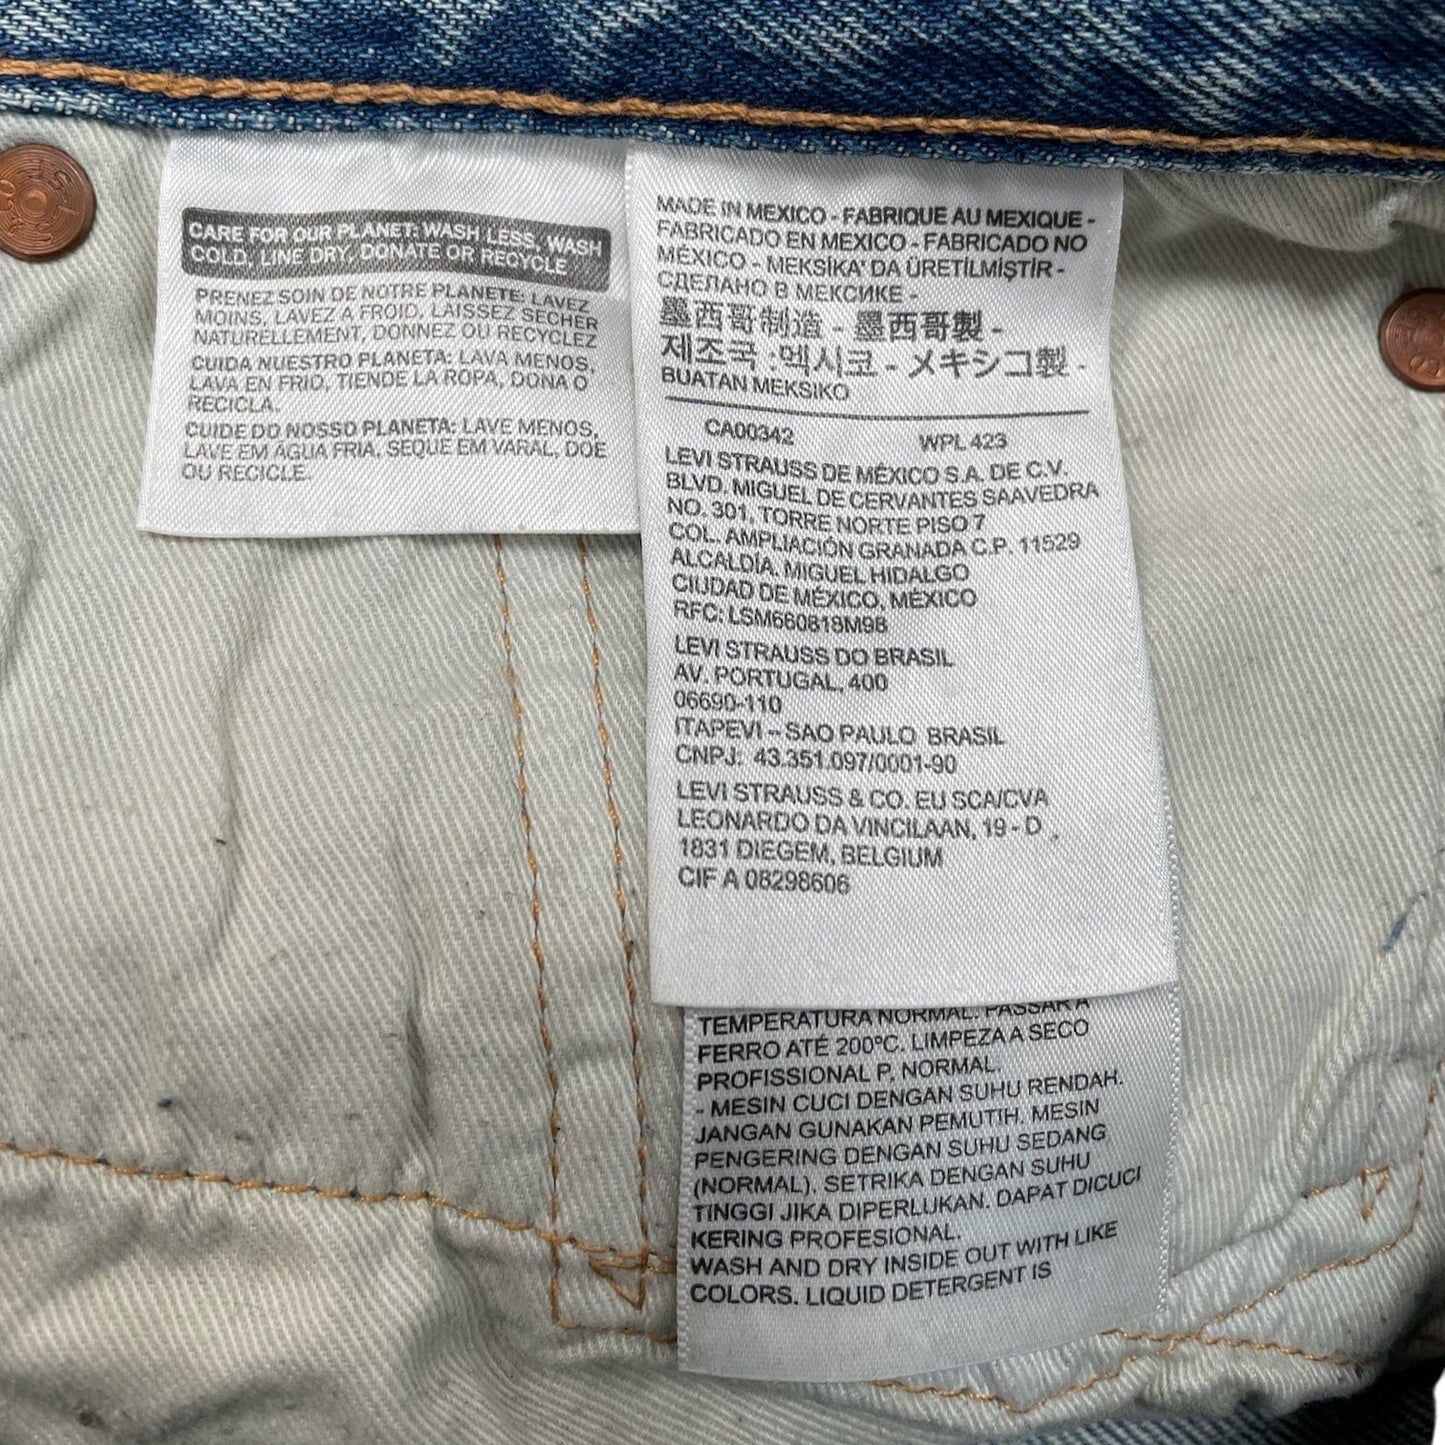 CARE FOR OUR PLANET: WASH LESS, WASH
COLD, LINE DRY, DONATE OR RECYCLE
PRENEZ SOIN DE NOTRE PLANETE: LAVEZ
MOINS, LAVEZ A FROID, LAISSEZ SECHER
NATURELLEMENT, DONNEZ OU RECYCLEZ
CUIDA NUESTRO PLANETA: LAVA MENOS,
LAVA EN FRIO, TIENDE LA ROPA, DONA O
RECICLA.
CUIDE DO NOSSO PLANETA: LAVE MENOS,
LAVE EM AGUA FRIA, SEQUE EM VARAL, DOE
OU RECICLE.
MADE IN MEXICO - FABRIQUE AU MEXIQUE -
FABRICADO EN MEXICO - FABRICADO NO
MÉXICO - MEKSİKA' DA ÜRETİLMİŞTİR -
СДЕЛАНО В МЕКСИКЕ -
墨西哥制造 - 墨西哥製 -
제조국 :멕시코 - メキシコ製 -
BUATAN MEKSIKO
CA00342 WPL 423
LEVI STRAUSS DE MÉXICO S.A. DE C.V.
BLVD. MIGUEL DE CERVANTES SAAVEDRA
NO. 301, TORRE NORTE PISO 7
COL. AMPLIACIÓN GRANADA C.P. 11529
ALCALDÍA. MIGUEL HIDALGO
CIUDAD DE MÉXICO, MÉXICO
RFC: LSM660818M98
LEVI STRAUSS DO BRASIL
AV. PORTUGAL, 400
06690-110
ITAPEVI – SAO PAULO BRASIL
CNPJ: 43.351.097/0001-90
LEVI STRAUSS & CO. EU SCA/CVA
LEONARDO DA VINCILAAN, 19 - D
1831 DIEGEM, BELGIUM
CIF A 08298606
TEMPERATURA NORMAL. PASSAR A
FERRO ATÉ 200ºC. LIMPEZA A SECO
PROFISSIONAL P, NORMAL.
- MESIN CUCI DENGAN SUHU RENDAH.
JANGAN GUNAKAN PEMUTIH. MESIN
PENGERING DENGAN SUHU SEDANG
(NORMAL). SETRIKA DENGAN SUHU
TINGGI JIKA DIPERLUKAN. DAPAT DICUCI
KERING PROFESIONAL.
WASH AND DRY INSIDE OUT WITH LIKE
COLORS. LIQUID DETERGENT IS